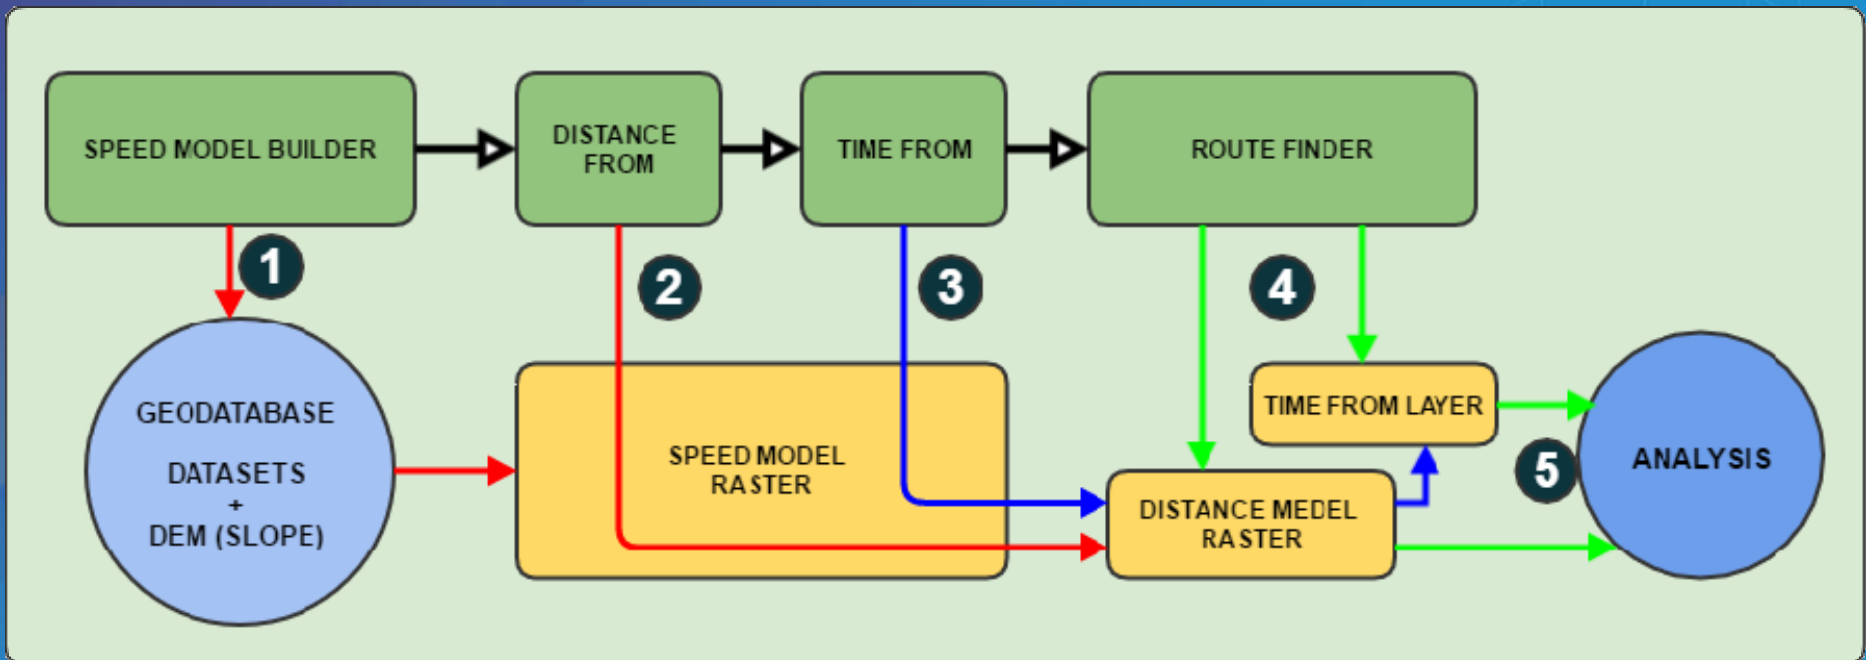 SPEED MODEL BUILDER
DISTANCE
FROM
TIME FROM
ROUTE FINDER
1
2
3
4
GEODATABASE
DATASETS
+
DEM (SLOPE)
SPEED MODEL
RASTER
TIME FROM LAYER
DISTANCE MEDEL
RASTER
5
ANALYSIS